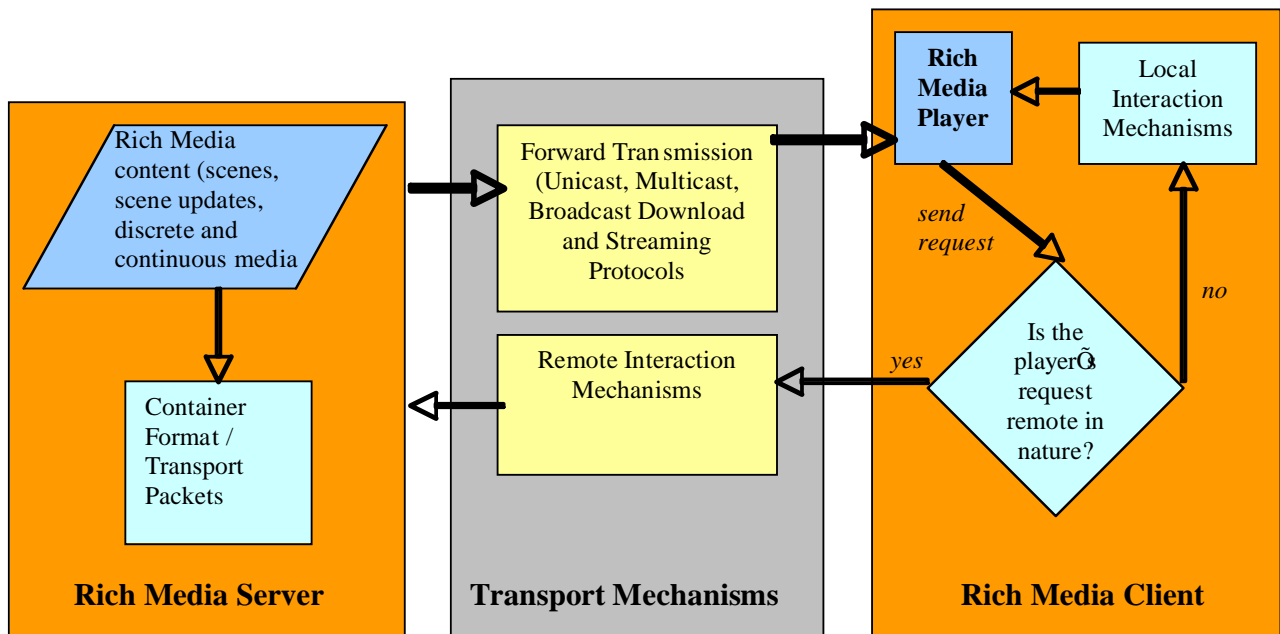 Rich Media
content (scenes,
scene updates,
discrete and
continuous media
Container
Format /
Transport
Packets
Rich Media Server
Forward Transmission
(Unicast, Multicast,
Broadcast Download
and Streaming
Protocols
Remote Interaction
Mechanisms
Transport Mechanisms
Rich
Media
Player
Local
Interaction
Mechanisms
send
request
no
yes
Is the
playerÕs
request
remote in
nature?
Rich Media Client